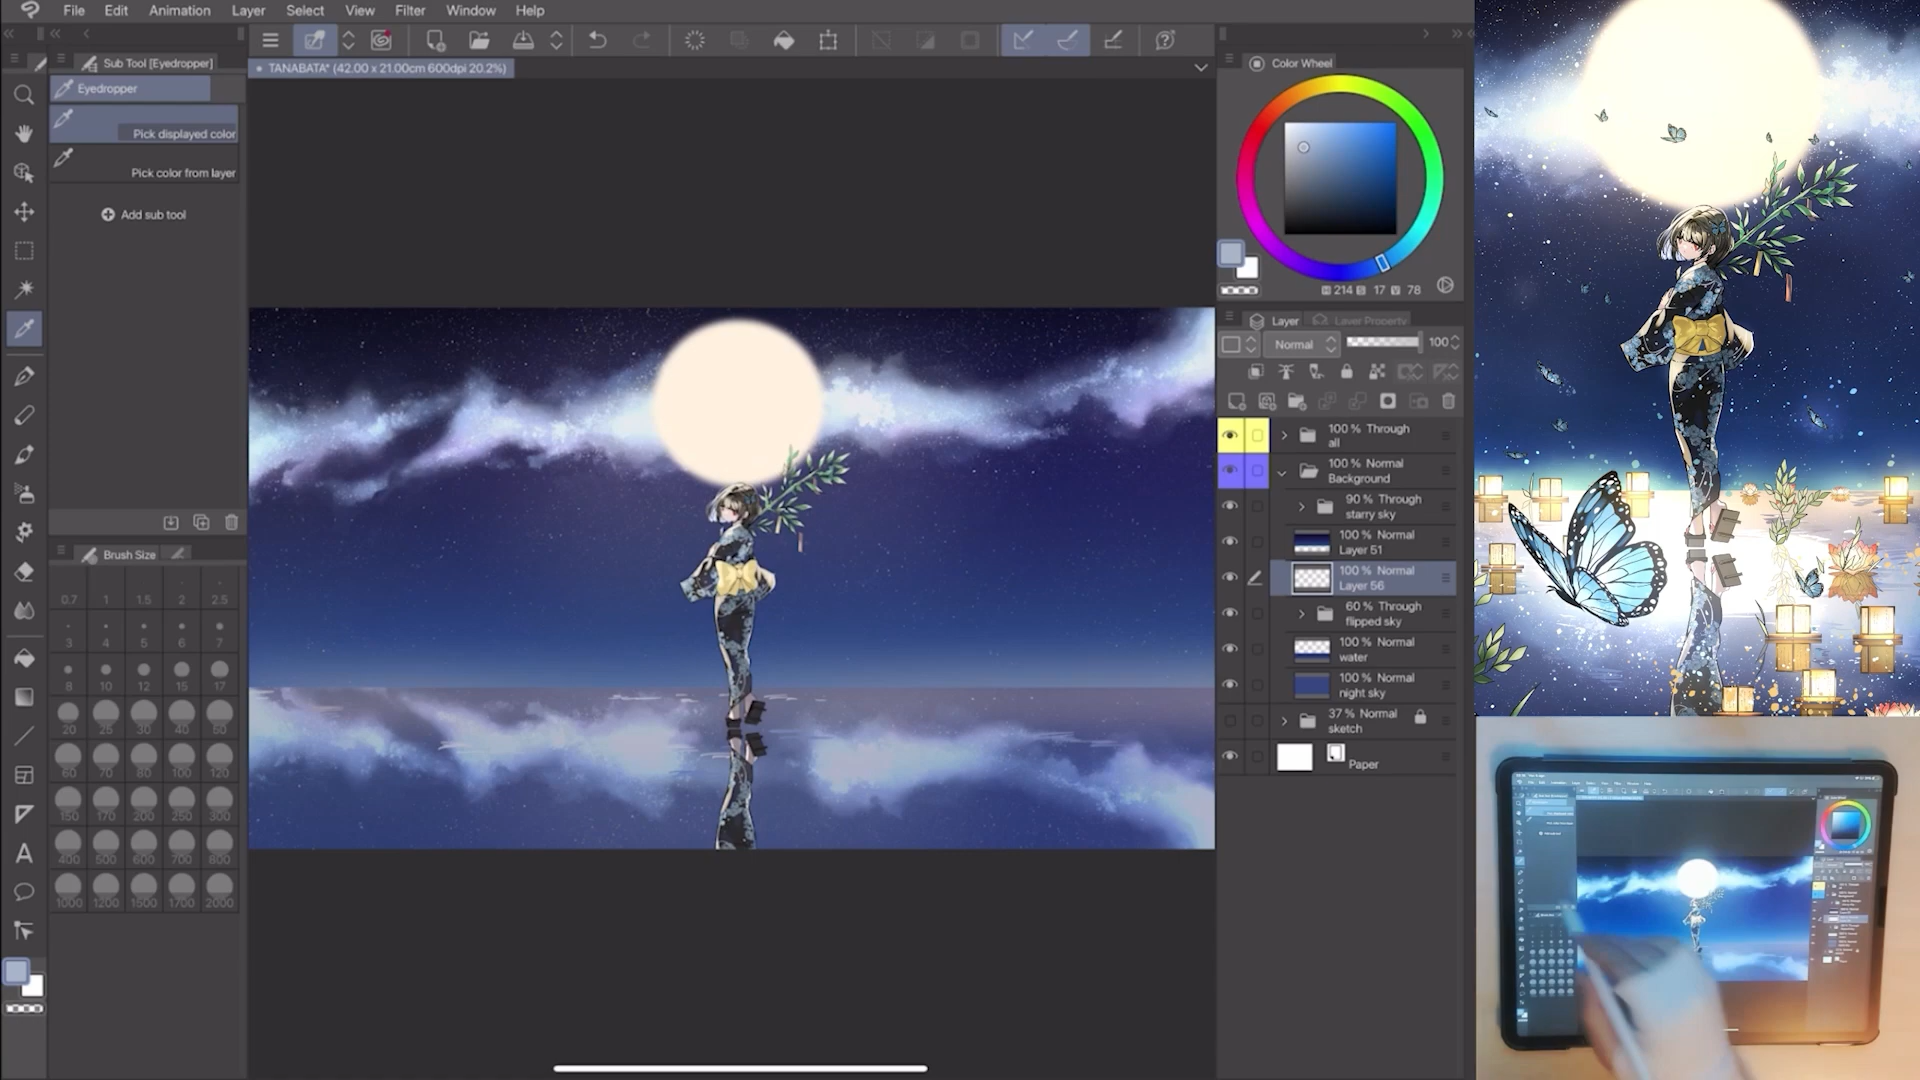 File Edit Animation Layer Select View Filter Window Help
Sub Tool [Eyedropper]
TANABATA* (42.00 x 21.00cm 600dpi 20.2%)
Eyedropper
Pick displayed color
Pick color from layer
Add sub tool
Brush Size
0.7 1 1.5 2 2.5
3 4 5 6 7
8 10 12 15 17
20 25 30 40 50
60 70 80 100 120
150 170 200 250 300
400 500 600 700 800
1000 1200 1500 1700 2000
Color Wheel
H 214 S 17 V 78
Layer Layer Property
Normal 100
100 % Through
all
100 % Normal
Background
90 % Through
starry sky
100 % Normal
Layer 51
100 % Normal
Layer 56
60 % Through
flipped sky
100 % Normal
water
100 % Normal
night sky
37 % Normal
sketch
Paper